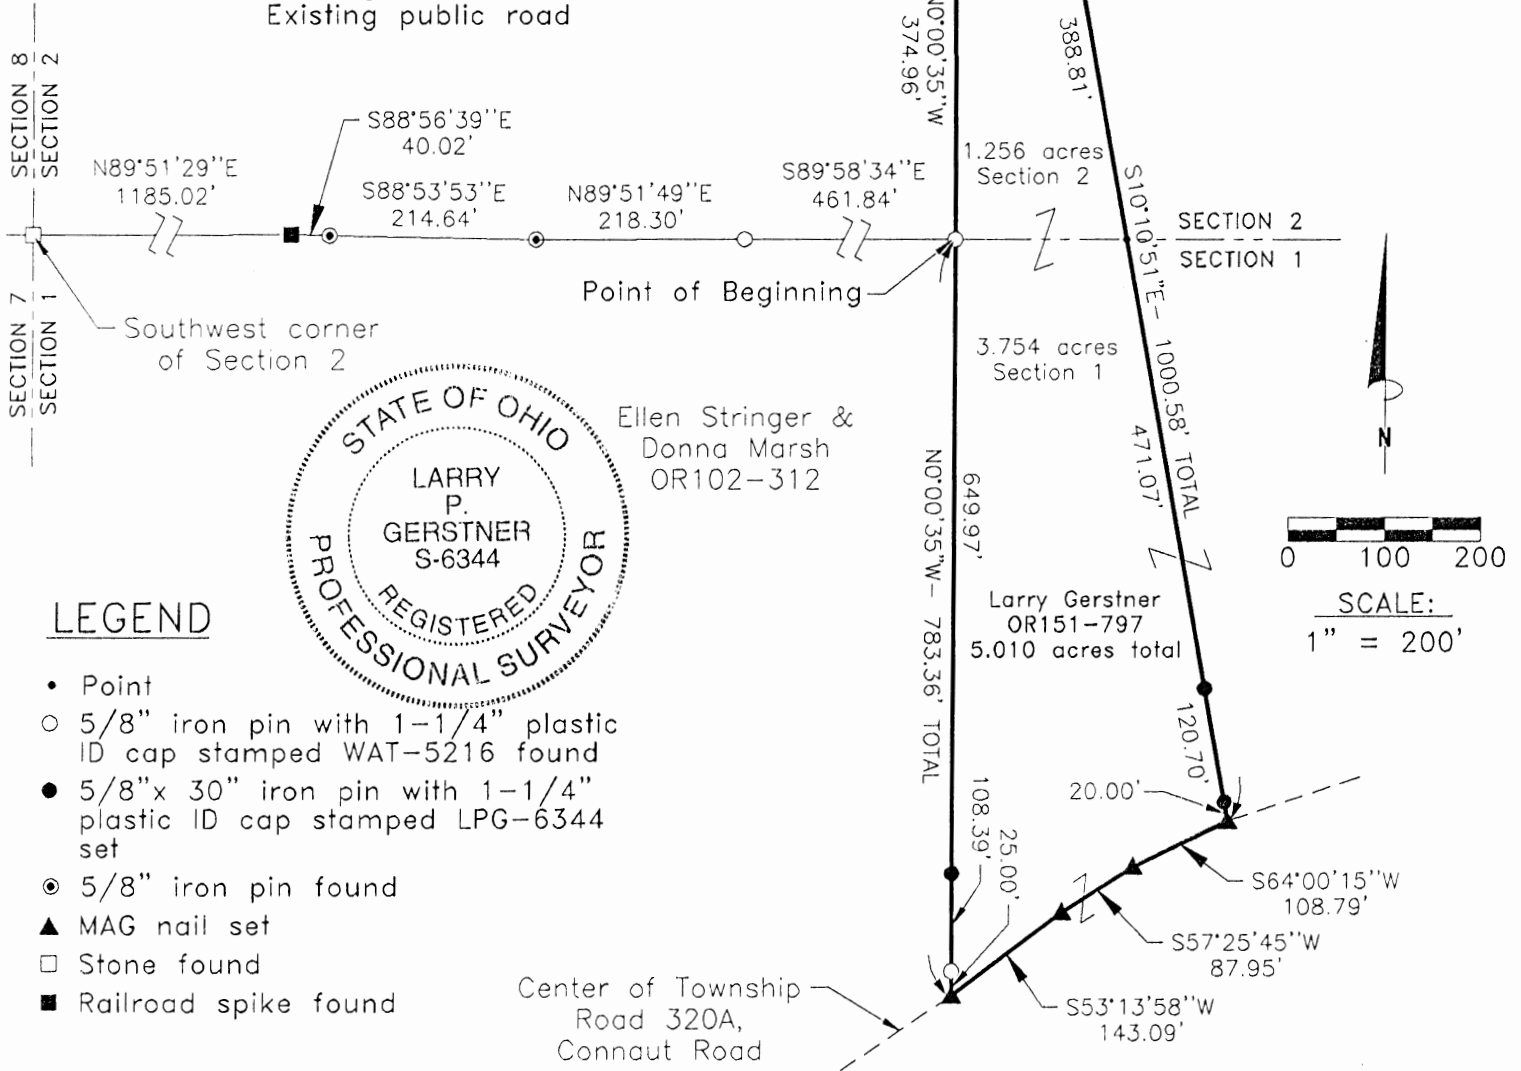 Existing public road
N0°00'35"W
374.96'
388.81'
SECTION 8
SECTION 2
S88°56'39"E
40.02'
N89°51'29"E
1185.02'
S88°53'53"E
214.64'
N89°51'49"E
218.30'
S89°58'34"E
461.84'
1.256 acres
Section 2
S10°10'51"E- 1000.58' TOTAL
SECTION 2
SECTION 1
Point of Beginning
SECTION 7
SECTION 1
Southwest corner
of Section 2
3.754 acres
Section 1
STATE OF OHIO
LARRY
P.
GERSTNER
S-6344
REGISTERED
PROFESSIONAL SURVEYOR
Ellen Stringer &
Donna Marsh
OR102-312
N0°00'35"W- 783.36' TOTAL
649.97'
471.07'
N
0 100 200
SCALE:
1" = 200'
Larry Gerstner
OR151-797
5.010 acres total
LEGEND
Point
5/8" iron pin with 1-1/4" plastic
ID cap stamped WAT-5216 found
5/8"x 30" iron pin with 1-1/4"
plastic ID cap stamped LPG-6344
set
5/8" iron pin found
MAG nail set
Stone found
Railroad spike found
120.70'
20.00'
108.39'
25.00'
S64°00'15"W
108.79'
S57°25'45"W
87.95'
S53°13'58"W
143.09'
Center of Township
Road 320A,
Connaut Road